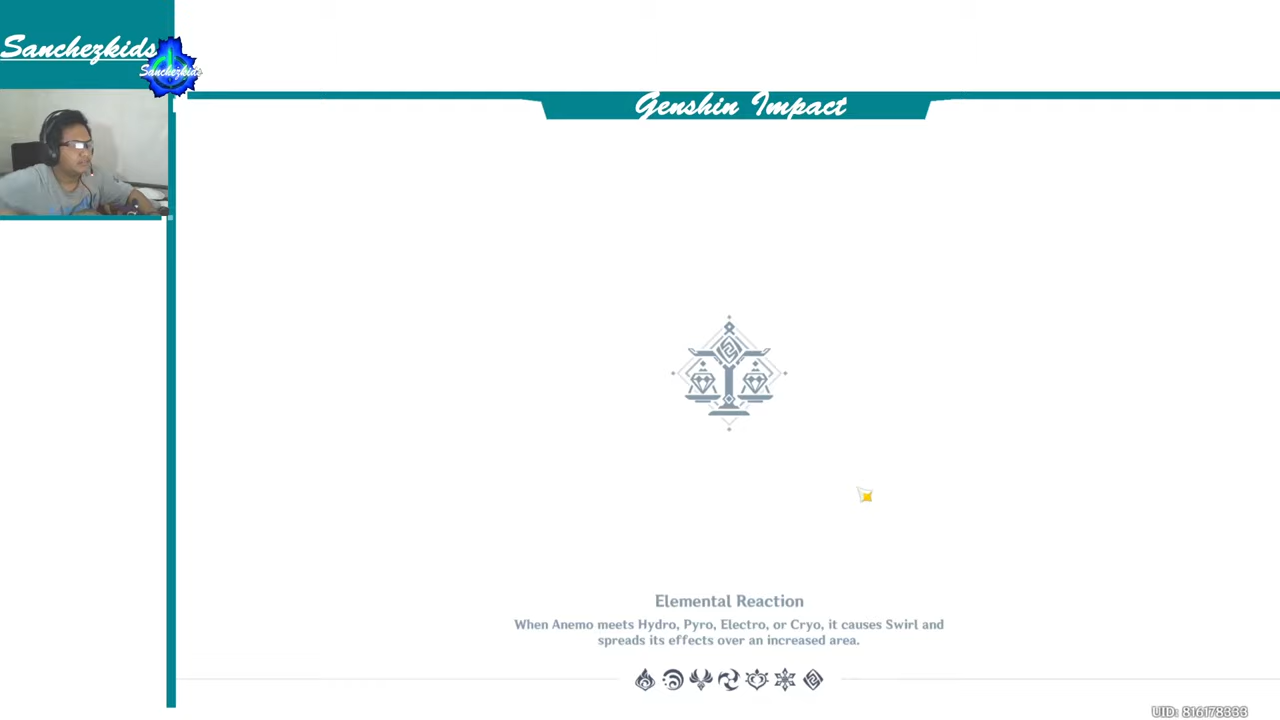 Sanchezkids
Sanchezkids
Genshin Impact
Elemental Reaction
When Anemo meets Hydro, Pyro, Electro, or Cryo, it causes Swirl and
spreads its effects over an increased area.
UID: 816178333